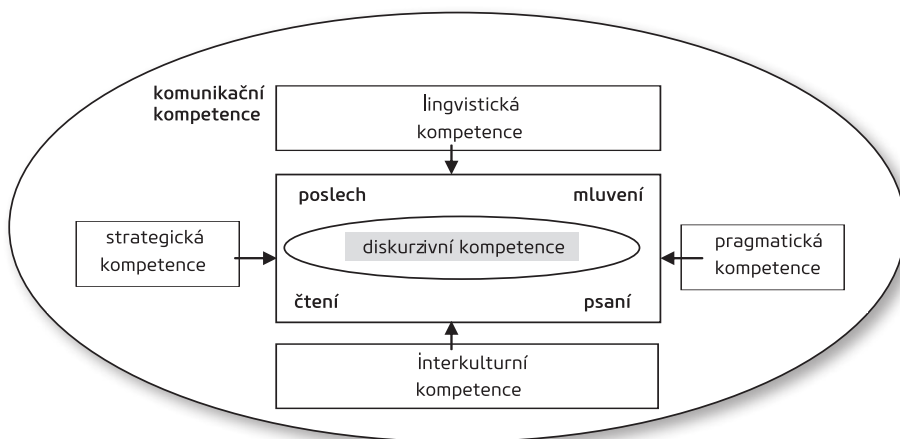 komunikační
kompetence
lingvistická
kompetence
poslech
mluvení
strategická
kompetence
diskurzivní kompetence
pragmatická
kompetence
čtení
psaní
interkulturní
kompetence